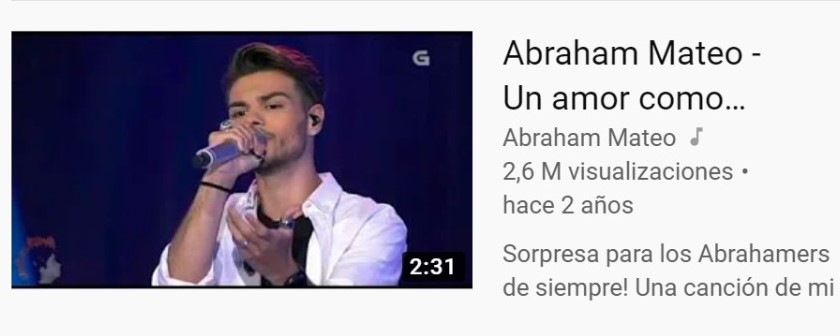 G
2:31
Abraham Mateo -
Un amor como...
Abraham Mateo
2,6 M visualizaciones •
hace 2 años
Sorpresa para los Abrahamers
de siempre! Una canción de mi